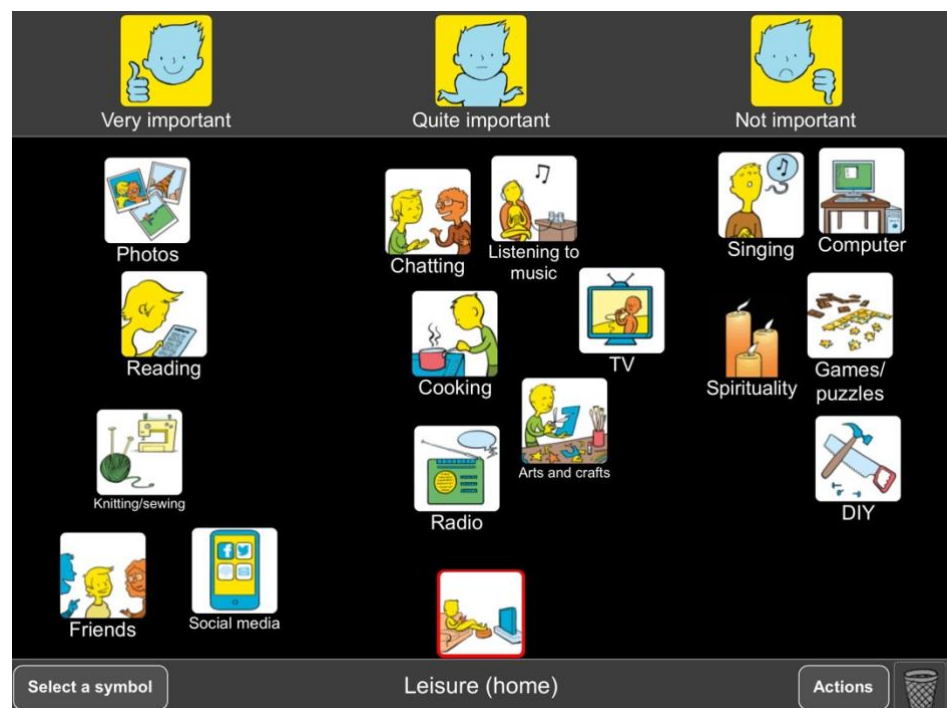 Very important
Quite important
Not important
Photos
Reading
Knitting/sewing
Friends
Social media
Chatting
Listening to
music
Cooking
TV
Arts and crafts
Radio
Singing
Computer
Spirituality
Games/
puzzles
DIY
Select a symbol
Leisure (home)
Actions